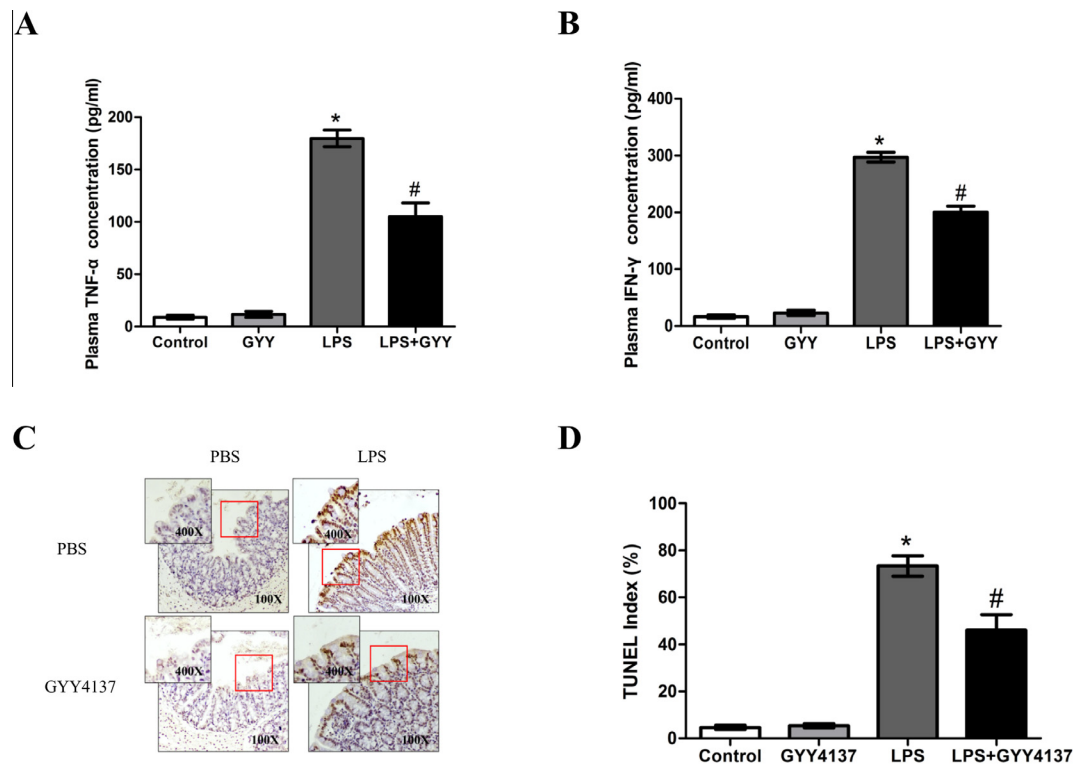 A
Plasma TNF-α concentration (pg/ml)
200
150
100
50
0
*
#
Control GYY LPS LPS+GYY
B
Plasma IFN-γ concentration (pg/ml)
400
300
200
100
0
*
#
Control GYY LPS LPS+GYY
C
PBS LPS
PBS
400X
100X
400X
100X
GYY4137
400X
100X
400X
100X
D
TUNEL Index (%)
100
80
60
40
20
0
*
#
Control GYY4137 LPS LPS+GYY4137